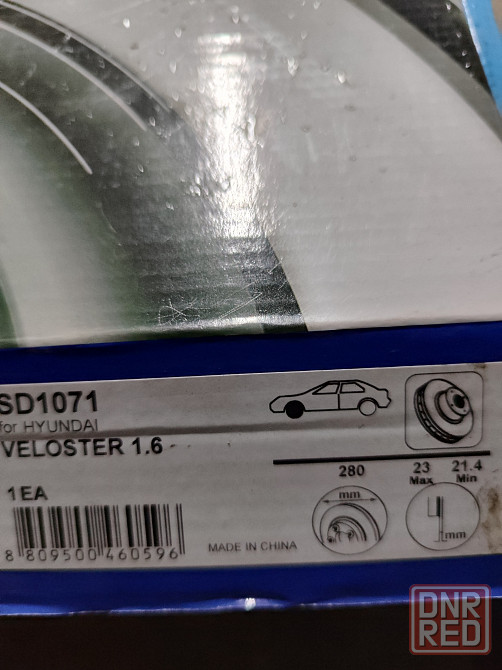 SD1071
for HYUNDAI
VELOSTER 1.6
1EA
8 809500 460596
MADE IN CHINA
280
23 21.4
Max Min
mm
mm
DNR
RED